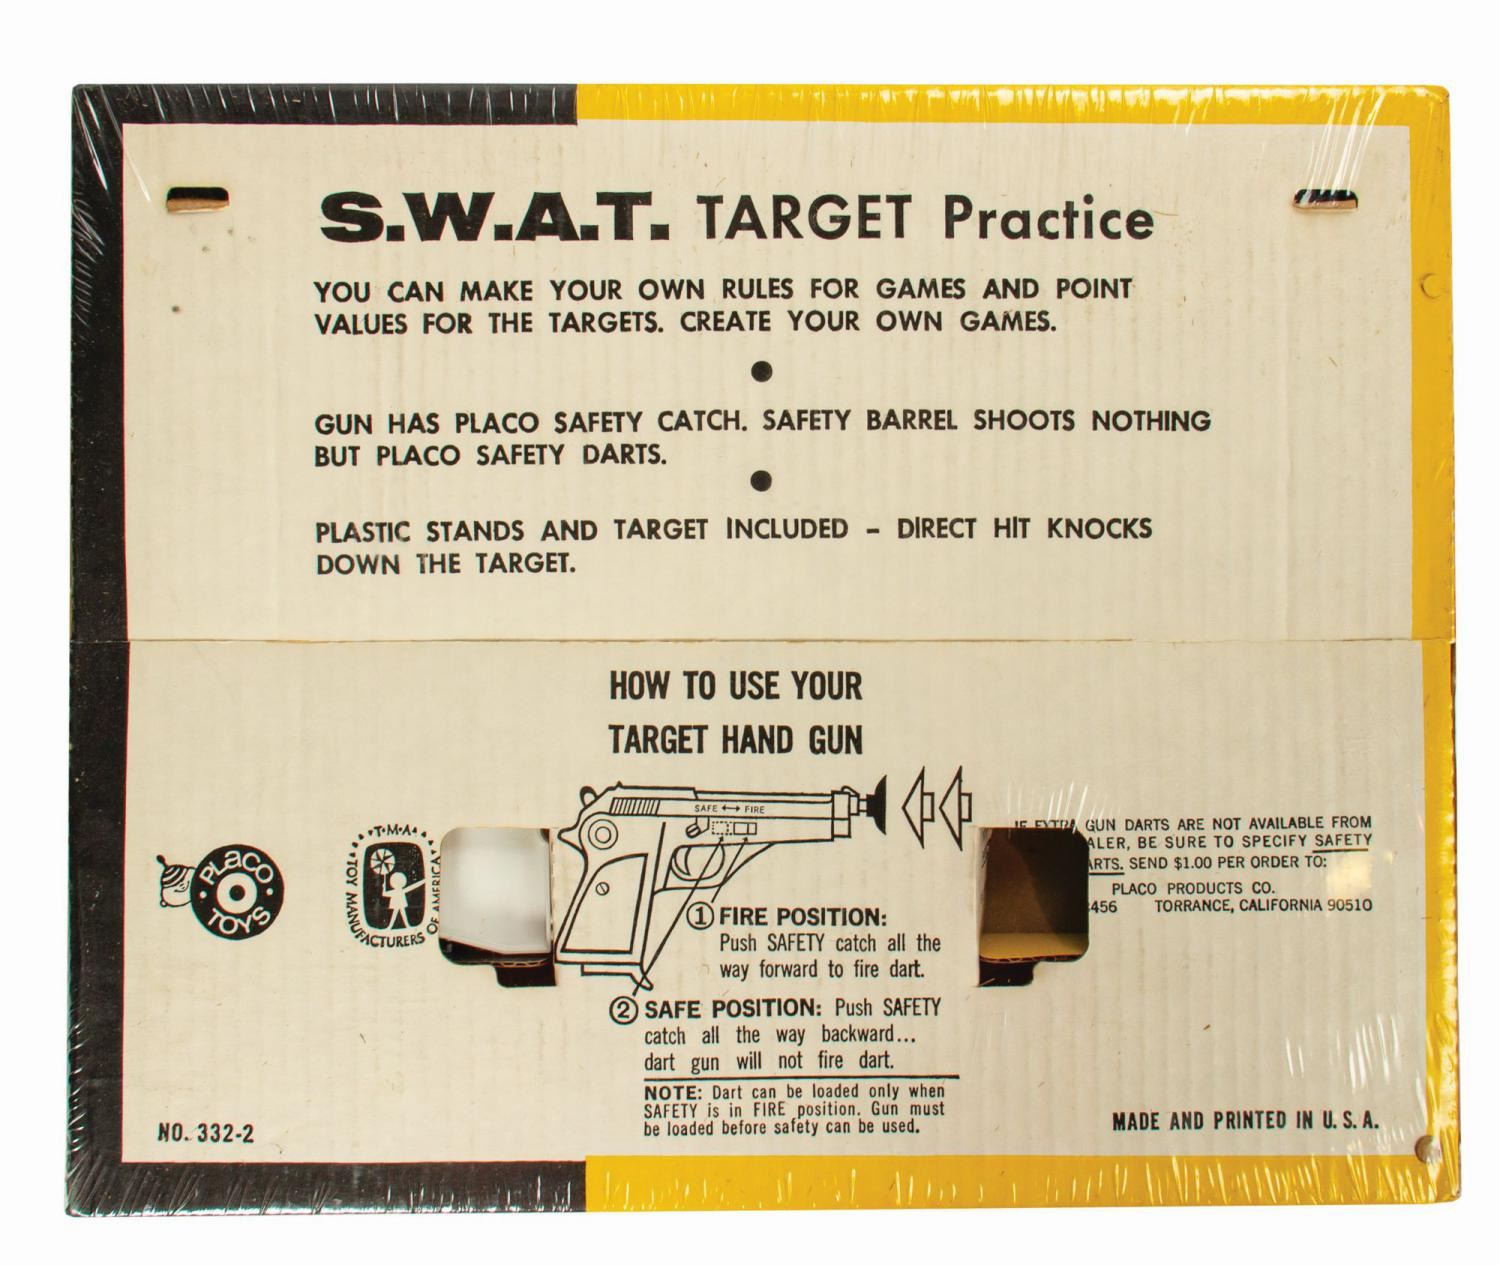 S.W.A.T. TARGET Practice
YOU CAN MAKE YOUR OWN RULES FOR GAMES AND POINT
VALUES FOR THE TARGETS. CREATE YOUR OWN GAMES.
GUN HAS PLACO SAFETY CATCH. SAFETY BARREL SHOOTS NOTHING
BUT PLACO SAFETY DARTS.
PLASTIC STANDS AND TARGET INCLUDED – DIRECT HIT KNOCKS
DOWN THE TARGET.
HOW TO USE YOUR
TARGET HAND GUN
SAFE ↔ FIRE
PLACO
TOYS
T•M•A
TOY MANUFACTURERS OF AMERICA
IF EXTRA GUN DARTS ARE NOT AVAILABLE FROM
ALER, BE SURE TO SPECIFY SAFETY
ARTS. SEND $1.00 PER ORDER TO:
PLACO PRODUCTS CO.
456 TORRANCE, CALIFORNIA 90510
① FIRE POSITION:
Push SAFETY catch all the
way forward to fire dart.
② SAFE POSITION: Push SAFETY
catch all the way backward...
dart gun will not fire dart.
NOTE: Dart can be loaded only when
SAFETY is in FIRE position. Gun must
be loaded before safety can be used.
NO. 332-2
MADE AND PRINTED IN U. S. A.